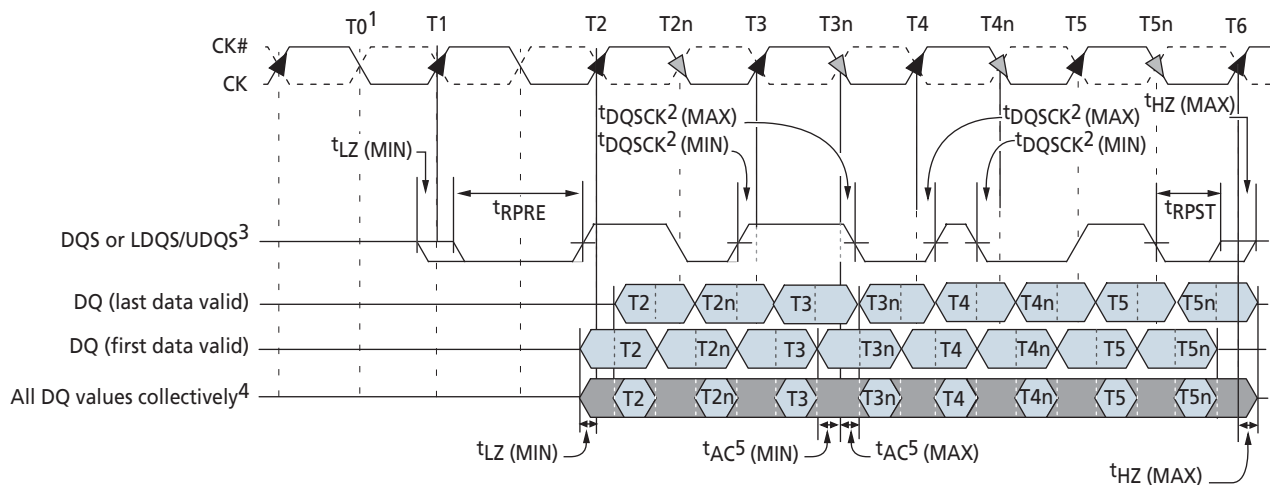 T0¹ T1 T2 T2n T3 T3n T4 T4n T5 T5n T6
CK#
CK
tLZ (MIN)
tDQSCK² (MAX)
tDQSCK² (MIN)
tDQSCK² (MAX)
tDQSCK² (MIN)
tHZ (MAX)
tRPRE
tRPST
DQS or LDQS/UDQS³
DQ (last data valid) T2 T2n T3 T3n T4 T4n T5 T5n
DQ (first data valid) T2 T2n T3 T3n T4 T4n T5 T5n
All DQ values collectively⁴ T2 T2n T3 T3n T4 T4n T5 T5n
tLZ (MIN)
tAC⁵ (MIN)
tAC⁵ (MAX)
tHZ (MAX)